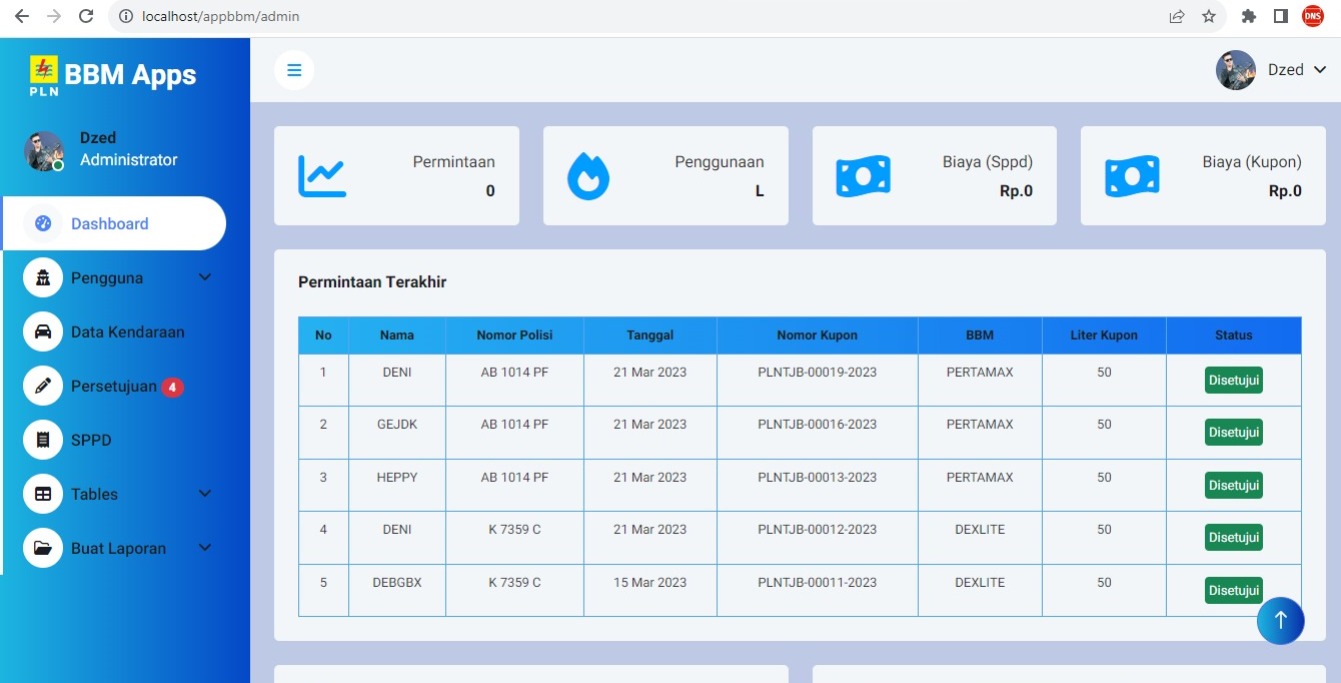 localhost/appbbm/admin
DNS
PLN
BBM Apps
Dzed
Dzed
Administrator
Dashboard
Pengguna
Data Kendaraan
Persetujuan 4
SPPD
Tables
Buat Laporan
Permintaan
0
Penggunaan
L
Biaya (Sppd)
Rp.0
Biaya (Kupon)
Rp.0
Permintaan Terakhir
No Nama Nomor Polisi Tanggal Nomor Kupon BBM Liter Kupon Status
1 DENI AB 1014 PF 21 Mar 2023 PLNTJB-00019-2023 PERTAMAX 50 Disetujui
2 GEJDK AB 1014 PF 21 Mar 2023 PLNTJB-00016-2023 PERTAMAX 50 Disetujui
3 HEPPY AB 1014 PF 21 Mar 2023 PLNTJB-00013-2023 PERTAMAX 50 Disetujui
4 DENI K 7359 C 21 Mar 2023 PLNTJB-00012-2023 DEXLITE 50 Disetujui
5 DEBGBX K 7359 C 15 Mar 2023 PLNTJB-00011-2023 DEXLITE 50 Disetujui